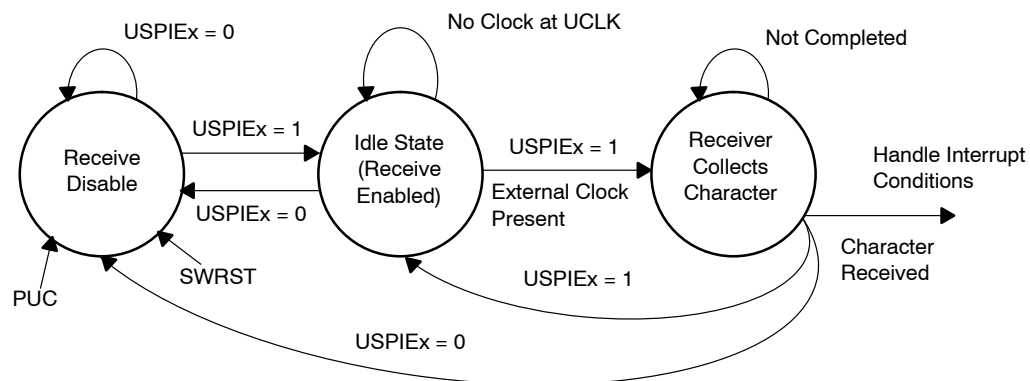 USPIEx = 0
No Clock at UCLK
Not Completed
Receive
Disable
USPIEx = 1
USPIEx = 0
Idle State
(Receive
Enabled)
USPIEx = 1
External Clock
Present
Receiver
Collects
Character
Handle Interrupt
Conditions
Character
Received
PUC
SWRST
USPIEx = 1
USPIEx = 0